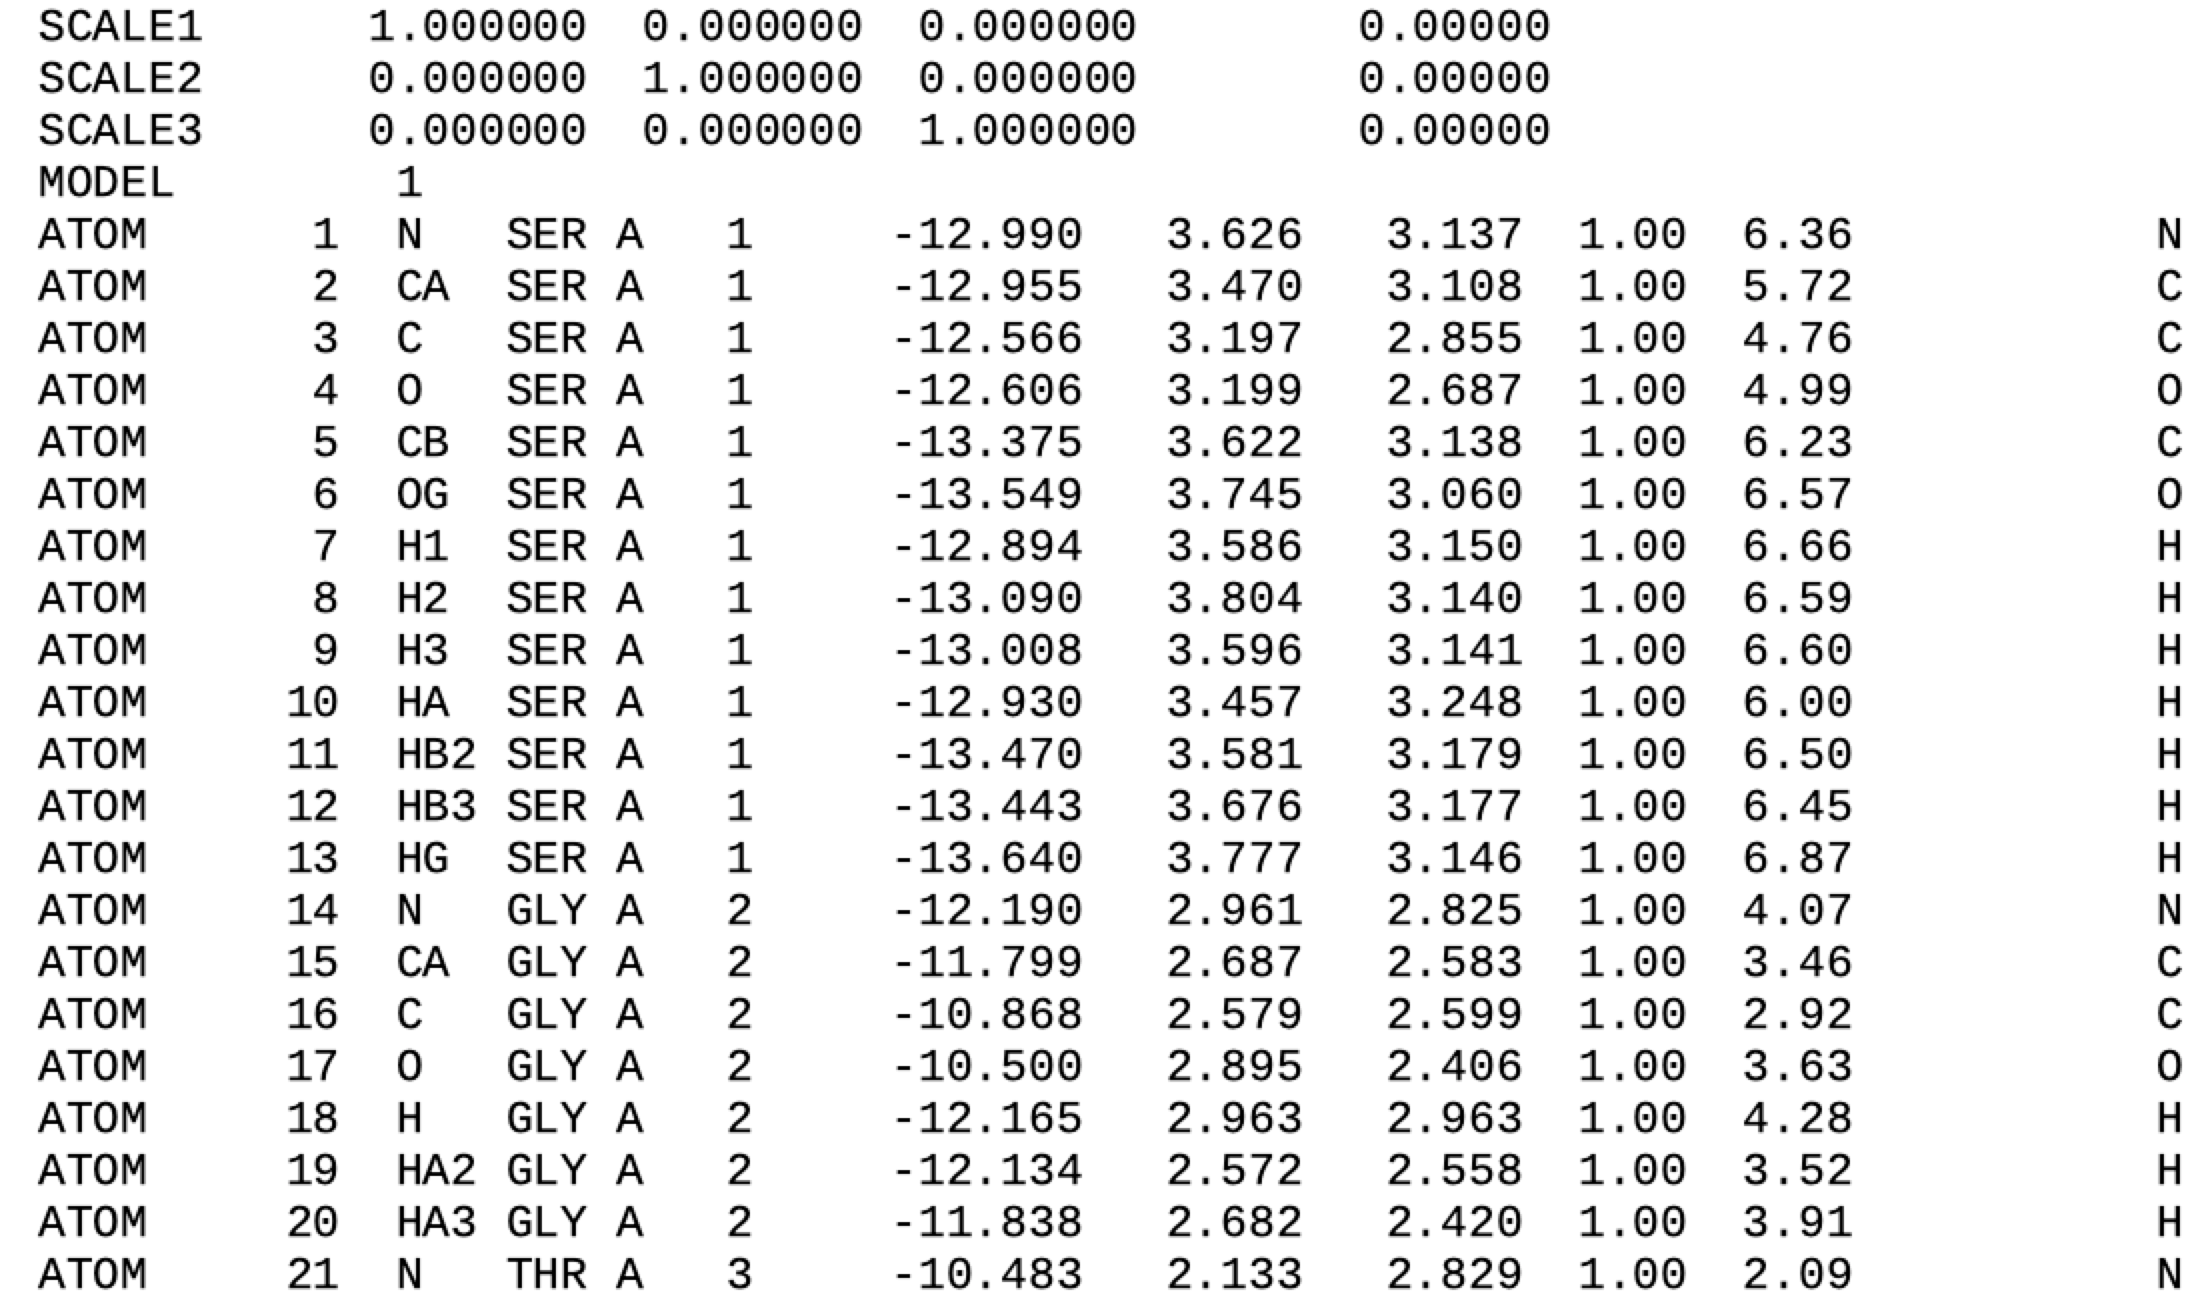 SCALE1      1.000000  0.000000  0.000000        0.00000
SCALE2      0.000000  1.000000  0.000000        0.00000
SCALE3      0.000000  0.000000  1.000000        0.00000
MODEL        1
ATOM      1  N   SER A   1     -12.990   3.626   3.137  1.00  6.36           N
ATOM      2  CA  SER A   1     -12.955   3.470   3.108  1.00  5.72           C
ATOM      3  C   SER A   1     -12.566   3.197   2.855  1.00  4.76           C
ATOM      4  O   SER A   1     -12.606   3.199   2.687  1.00  4.99           O
ATOM      5  CB  SER A   1     -13.375   3.622   3.138  1.00  6.23           C
ATOM      6  OG  SER A   1     -13.549   3.745   3.060  1.00  6.57           O
ATOM      7  H1  SER A   1     -12.894   3.586   3.150  1.00  6.66           H
ATOM      8  H2  SER A   1     -13.090   3.804   3.140  1.00  6.59           H
ATOM      9  H3  SER A   1     -13.008   3.596   3.141  1.00  6.60           H
ATOM     10  HA  SER A   1     -12.930   3.457   3.248  1.00  6.00           H
ATOM     11  HB2 SER A   1     -13.470   3.581   3.179  1.00  6.50           H
ATOM     12  HB3 SER A   1     -13.443   3.676   3.177  1.00  6.45           H
ATOM     13  HG  SER A   1     -13.640   3.777   3.146  1.00  6.87           H
ATOM     14  N   GLY A   2     -12.190   2.961   2.825  1.00  4.07           N
ATOM     15  CA  GLY A   2     -11.799   2.687   2.583  1.00  3.46           C
ATOM     16  C   GLY A   2     -10.868   2.579   2.599  1.00  2.92           C
ATOM     17  O   GLY A   2     -10.500   2.895   2.406  1.00  3.63           O
ATOM     18  H   GLY A   2     -12.165   2.963   2.963  1.00  4.28           H
ATOM     19  HA2 GLY A   2     -12.134   2.572   2.558  1.00  3.52           H
ATOM     20  HA3 GLY A   2     -11.838   2.682   2.420  1.00  3.91           H
ATOM     21  N   THR A   3     -10.483   2.133   2.829  1.00  2.09           N